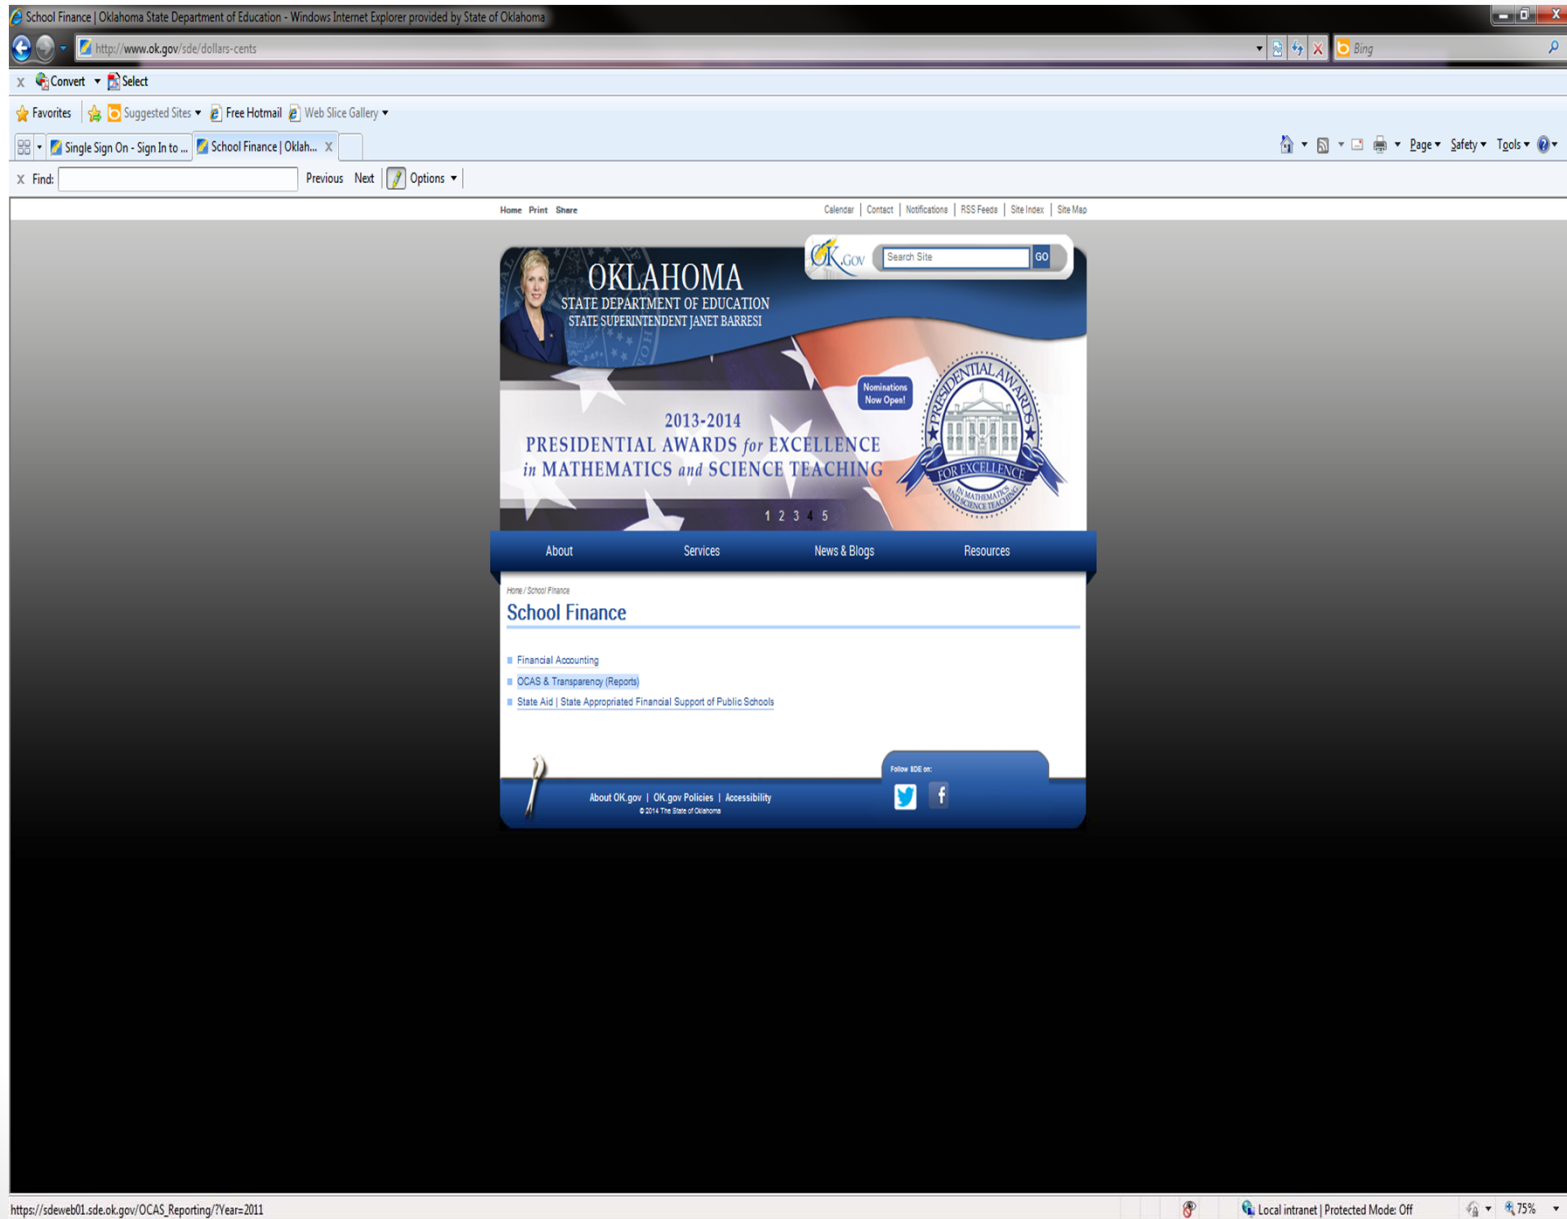 School Finance | Oklahoma State Department of Education - Windows Internet Explorer provided by State of Oklahoma
http://www.ok.gov/sde/dollars-cents
Bing
X Convert Select
Favorites Suggested Sites Free Hotmail Web Slice Gallery
Single Sign On - Sign In to ... School Finance | Oklah... X
Page Safety Tools
X Find: Previous Next Options
Home Print Share
Calendar | Contact | Notifications | RSS Feeds | Site Index | Site Map
OK.GOV Search Site GO
OKLAHOMA
STATE DEPARTMENT OF EDUCATION
STATE SUPERINTENDENT JANET BARRESI
Nominations
Now Open!
2013-2014
PRESIDENTIAL AWARDS for EXCELLENCE
in MATHEMATICS and SCIENCE TEACHING
PRESIDENTIAL AWARDS
FOR EXCELLENCE
IN MATHEMATICS
AND SCIENCE TEACHING
1 2 3 4 5
About Services News & Blogs Resources
Home / School Finance
School Finance
Financial Accounting
OCAS & Transparency (Reports)
State Aid | State Appropriated Financial Support of Public Schools
Follow SDE on:
About OK.gov | OK.gov Policies | Accessibility
© 2014 The State of Oklahoma
https://sdeweb01.sde.ok.gov/OCAS_Reporting/?Year=2011
Local intranet | Protected Mode: Off
75%